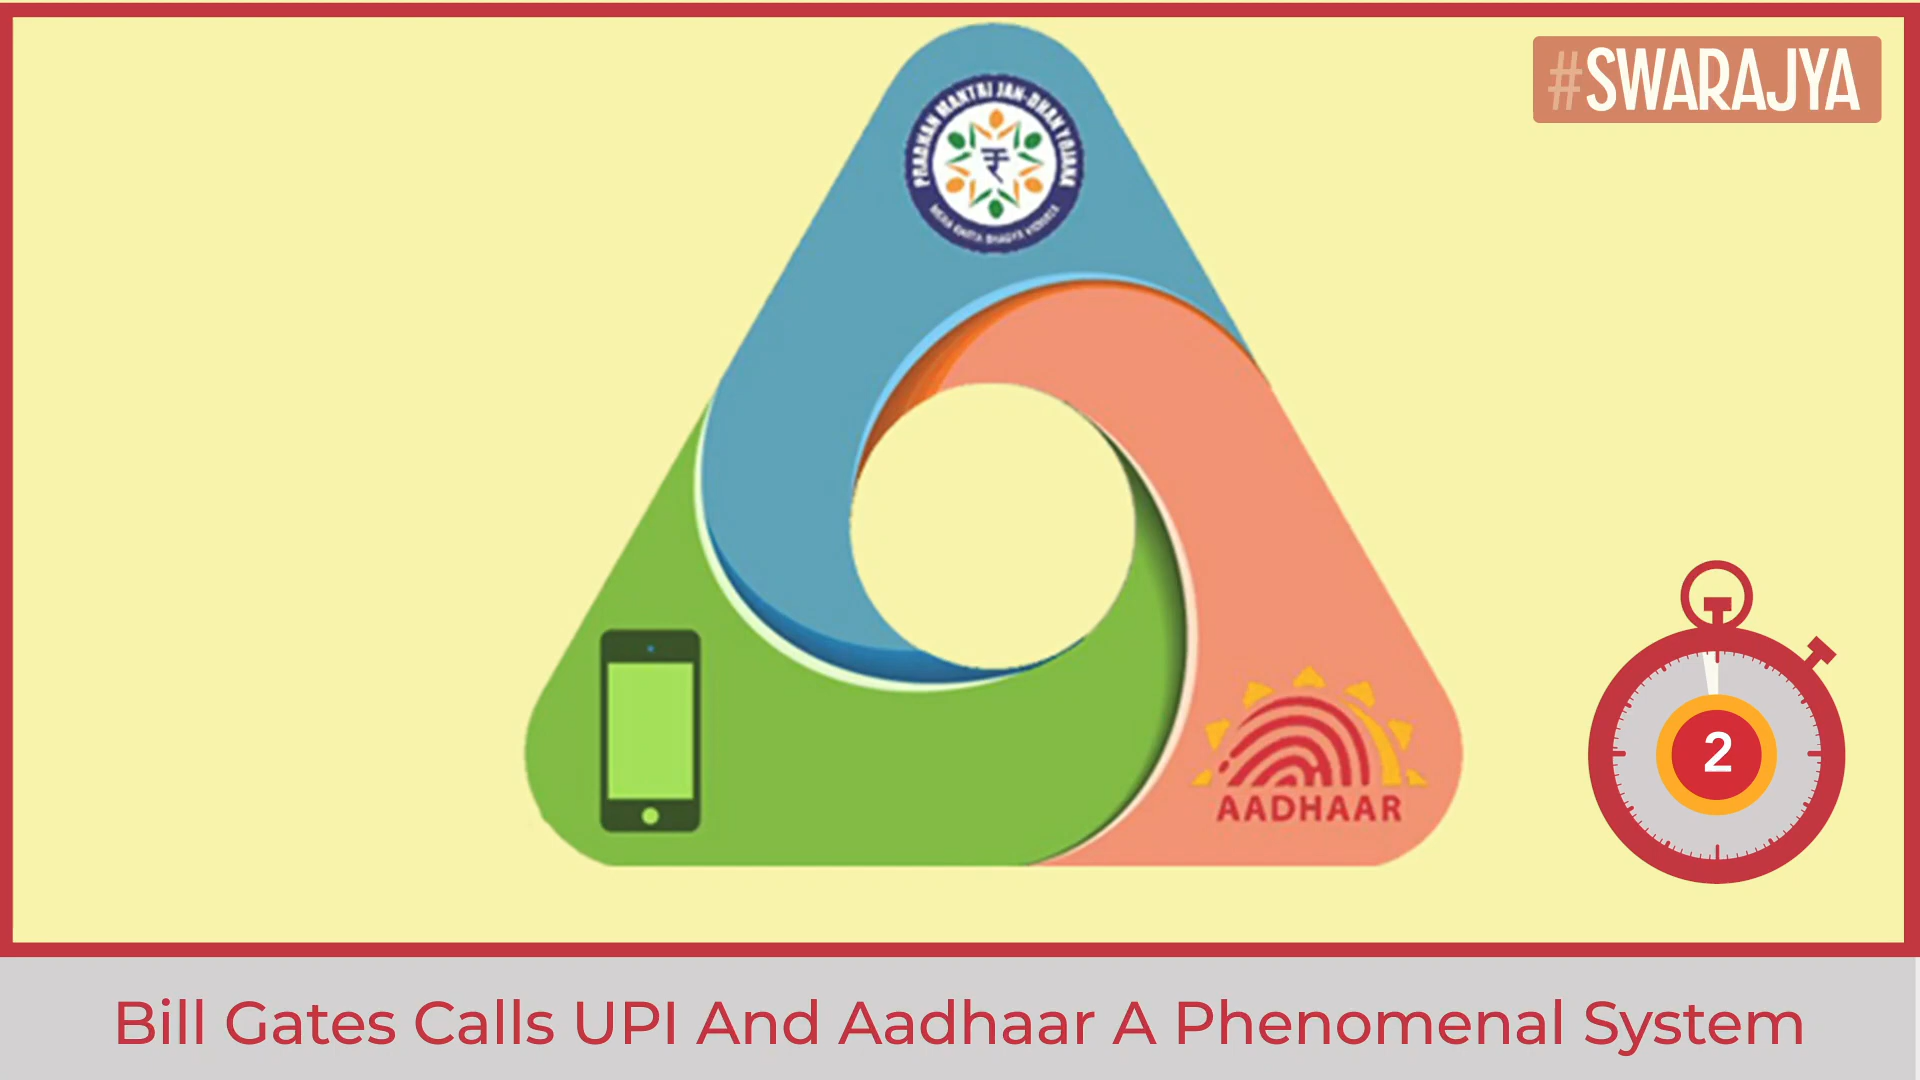 #SWARAJYA
PRADHAN MANTRI JAN-DHAN YOJANA
AADHAAR
2
Bill Gates Calls UPI And Aadhaar A Phenomenal System